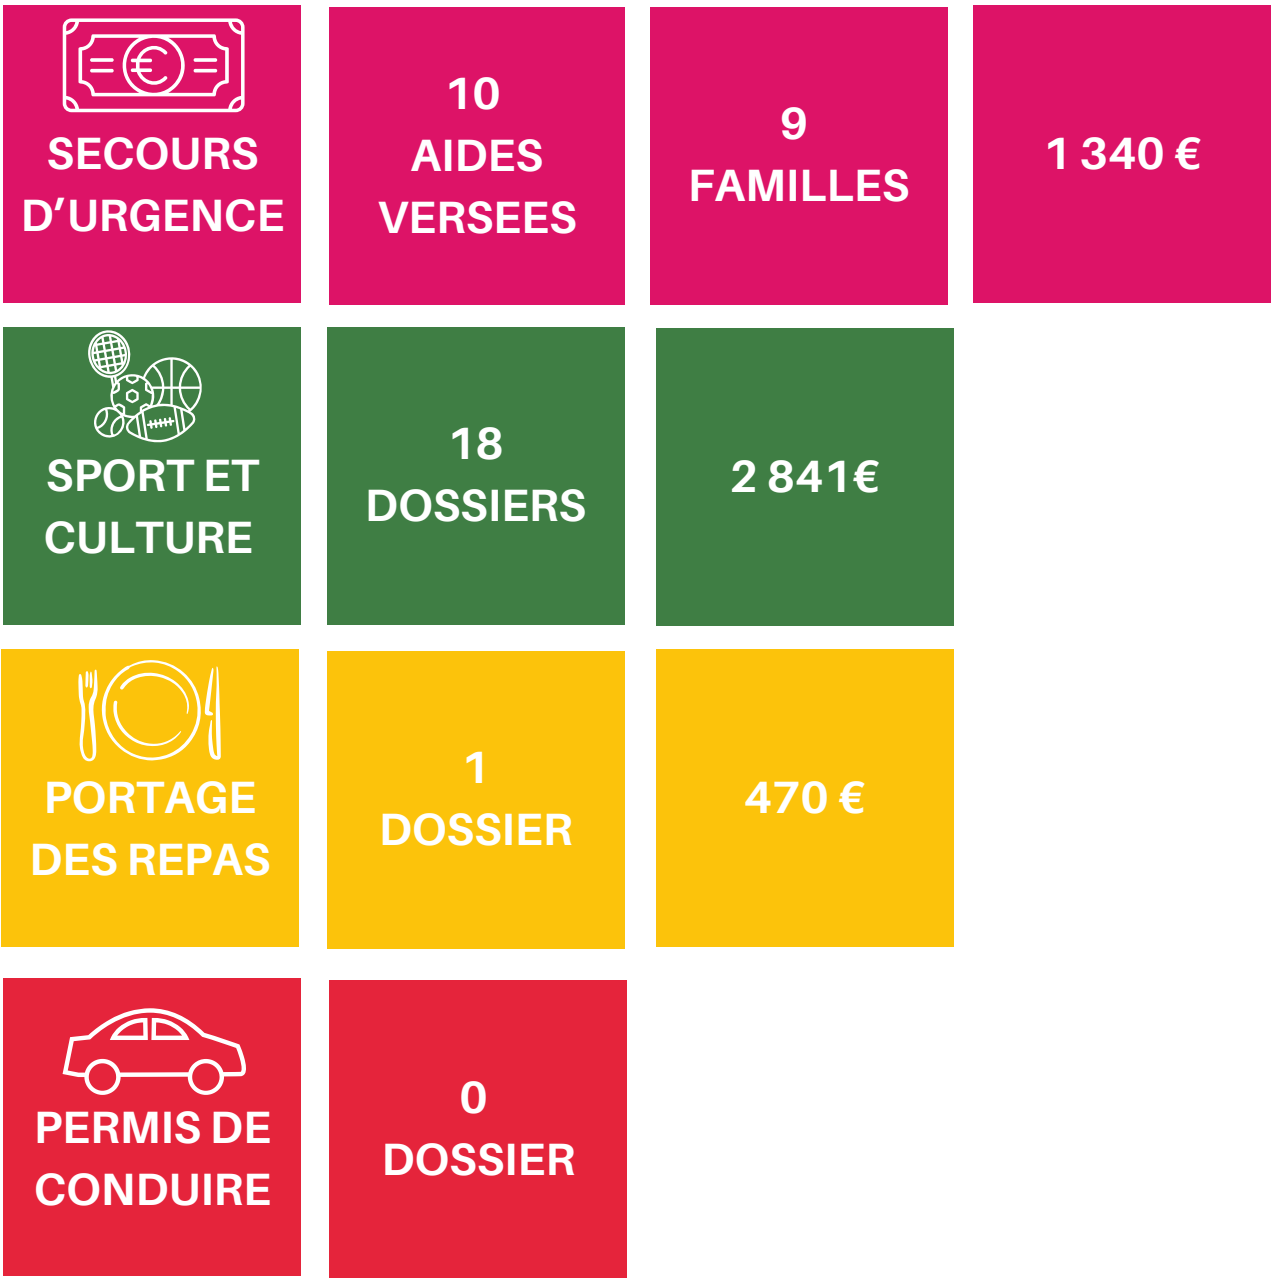 SECOURS
D’URGENCE
10
AIDES
VERSEES
9
FAMILLES
1 340 €
SPORT ET
CULTURE
18
DOSSIERS
2 841€
PORTAGE
DES REPAS
1
DOSSIER
470 €
PERMIS DE
CONDUIRE
0
DOSSIER